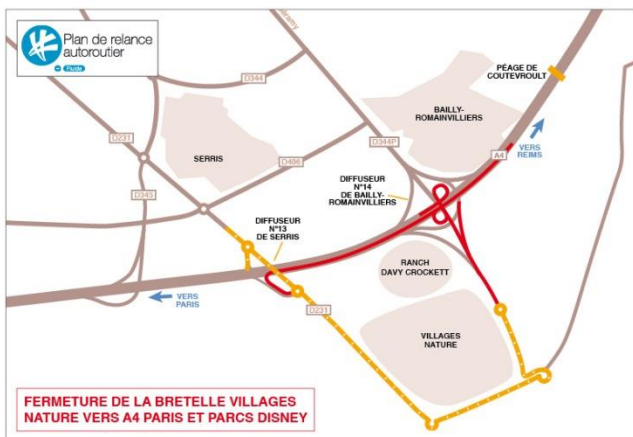 Plan de relance
autoroutier
Fluide
D344
D231
SERRIS
D406
D345
D344P
BAILLY-
ROMAINVILLIERS
PÉAGE DE
COUTEVROULT
A4
VERS
REIMS
DIFFUSEUR
N°14
DE BAILLY-
ROMAINVILLIERS
DIFFUSEUR
N°13
DE SERRIS
RANCH
DAVY CROCKETT
VERS
PARIS
D231
VILLAGES
NATURE
FERMETURE DE LA BRETELLE VILLAGES
NATURE VERS A4 PARIS ET PARCS DISNEY